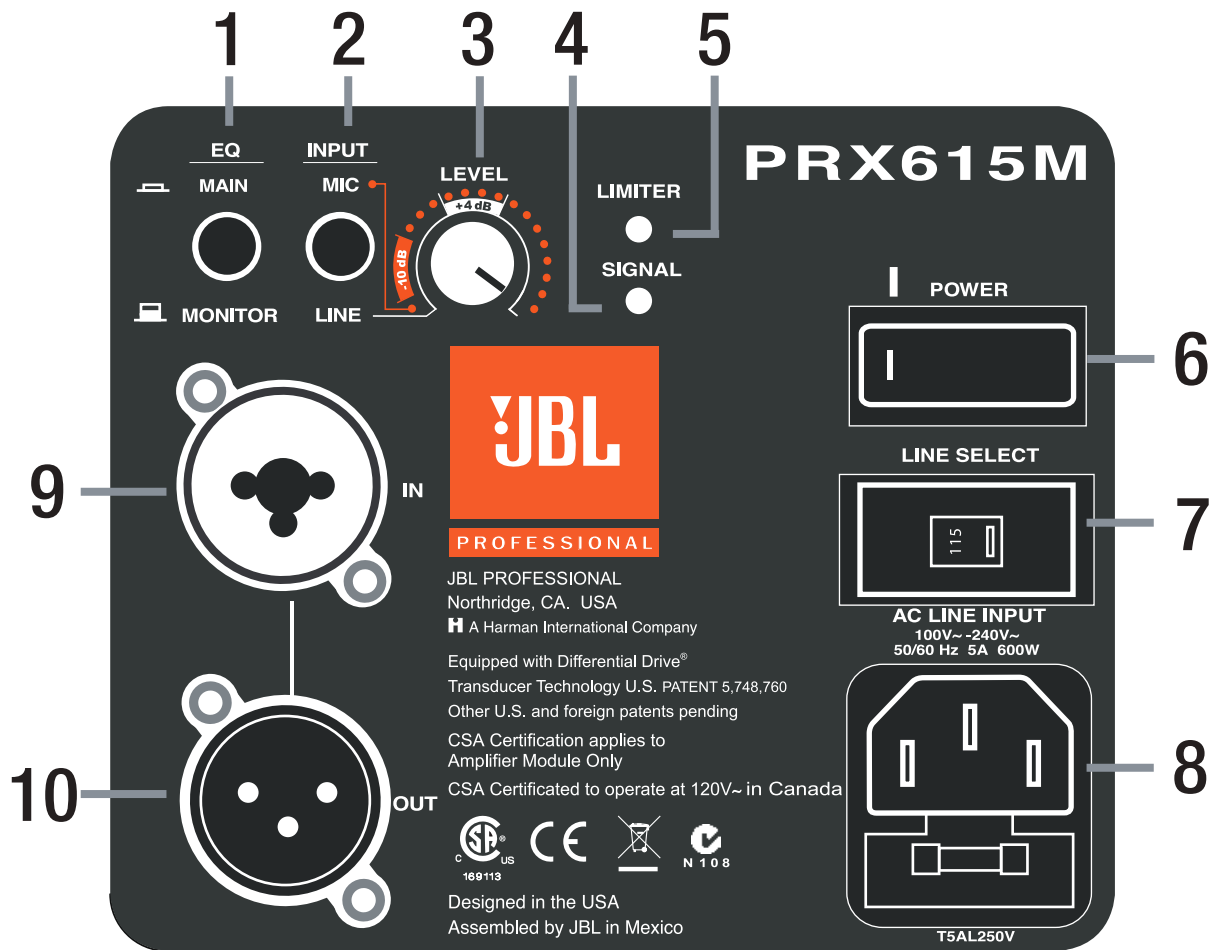 1 2 3 4 5
EQ INPUT
MAIN MIC LEVEL
+4 dB
-10 dB
MONITOR LINE
LIMITER
SIGNAL
PRX615M
POWER
6
LINE SELECT
115
7
AC LINE INPUT
100V~ -240V~
50/60 Hz 5A 600W
8
T5AL250V
9
IN
10
OUT
JBL
PROFESSIONAL
JBL PROFESSIONAL
Northridge, CA. USA
H A Harman International Company
Equipped with Differential Drive®
Transducer Technology U.S. PATENT 5,748,760
Other U.S. and foreign patents pending
CSA Certification applies to
Amplifier Module Only
CSA Certificated to operate at 120V~ in Canada
C SA® US
169113
CE
N 108
Designed in the USA
Assembled by JBL in Mexico